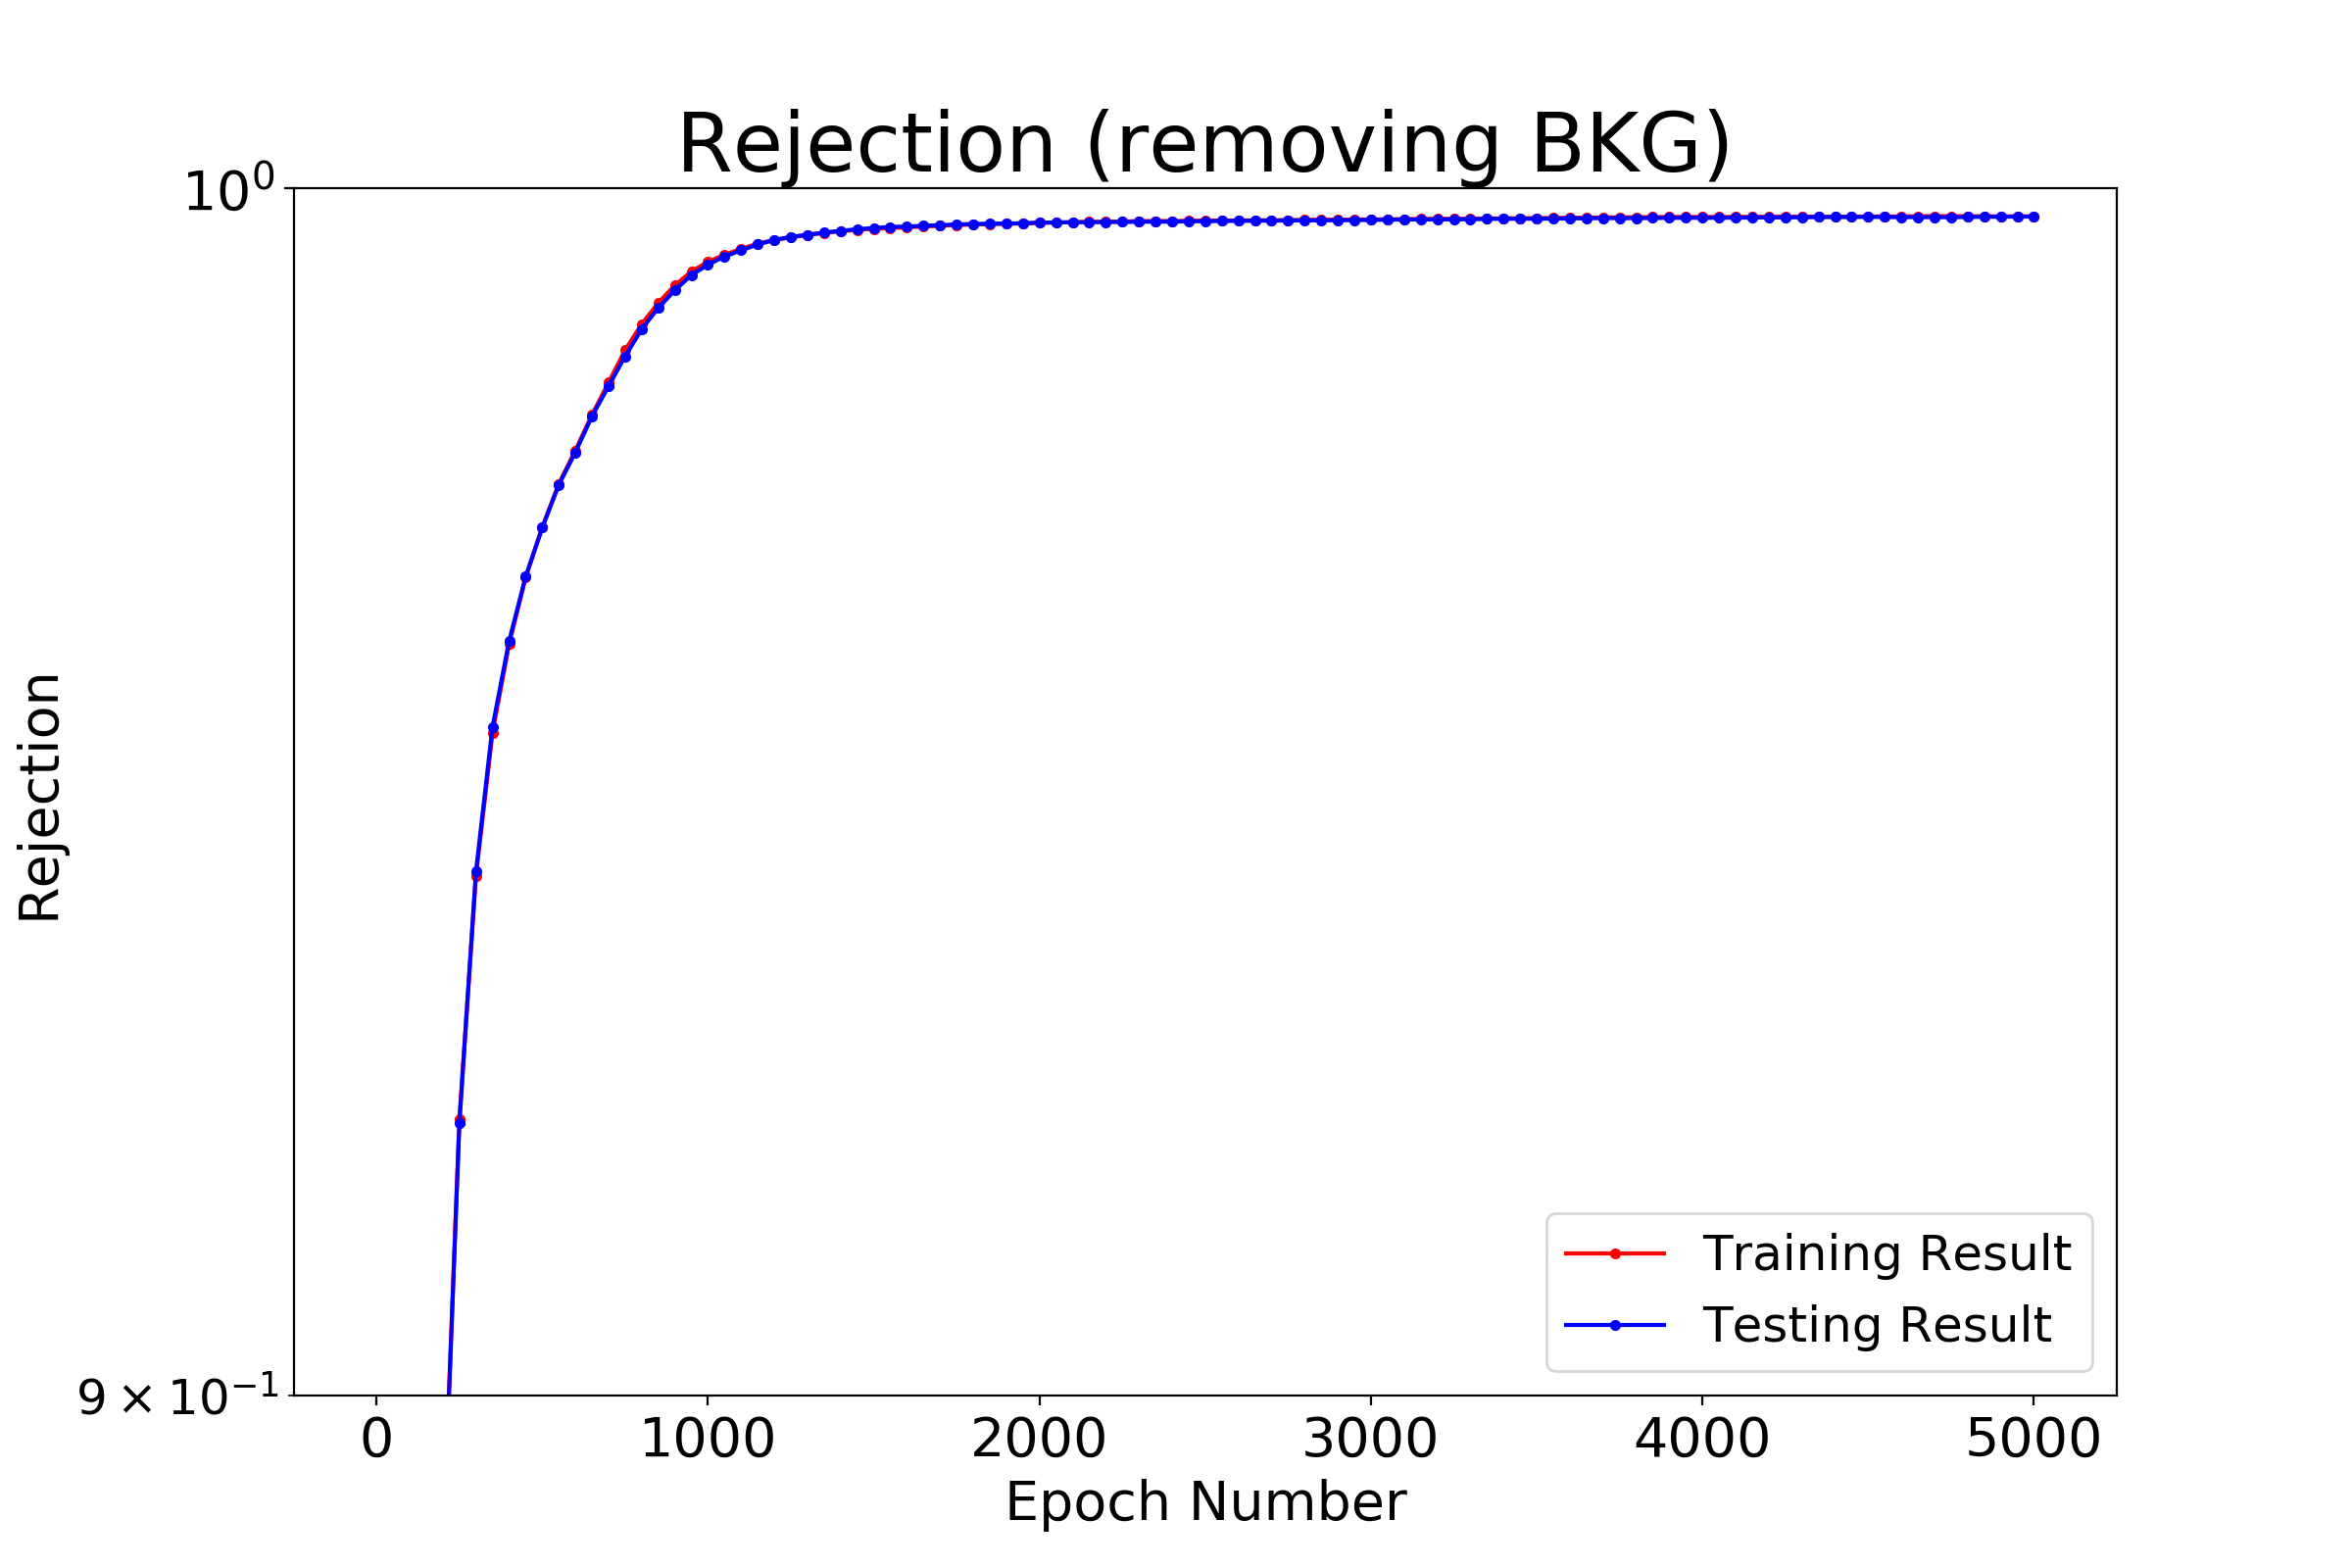 Rejection (removing BKG)
10⁰
Rejection
9 × 10⁻¹
Training Result
Testing Result
0 1000 2000 3000 4000 5000
Epoch Number